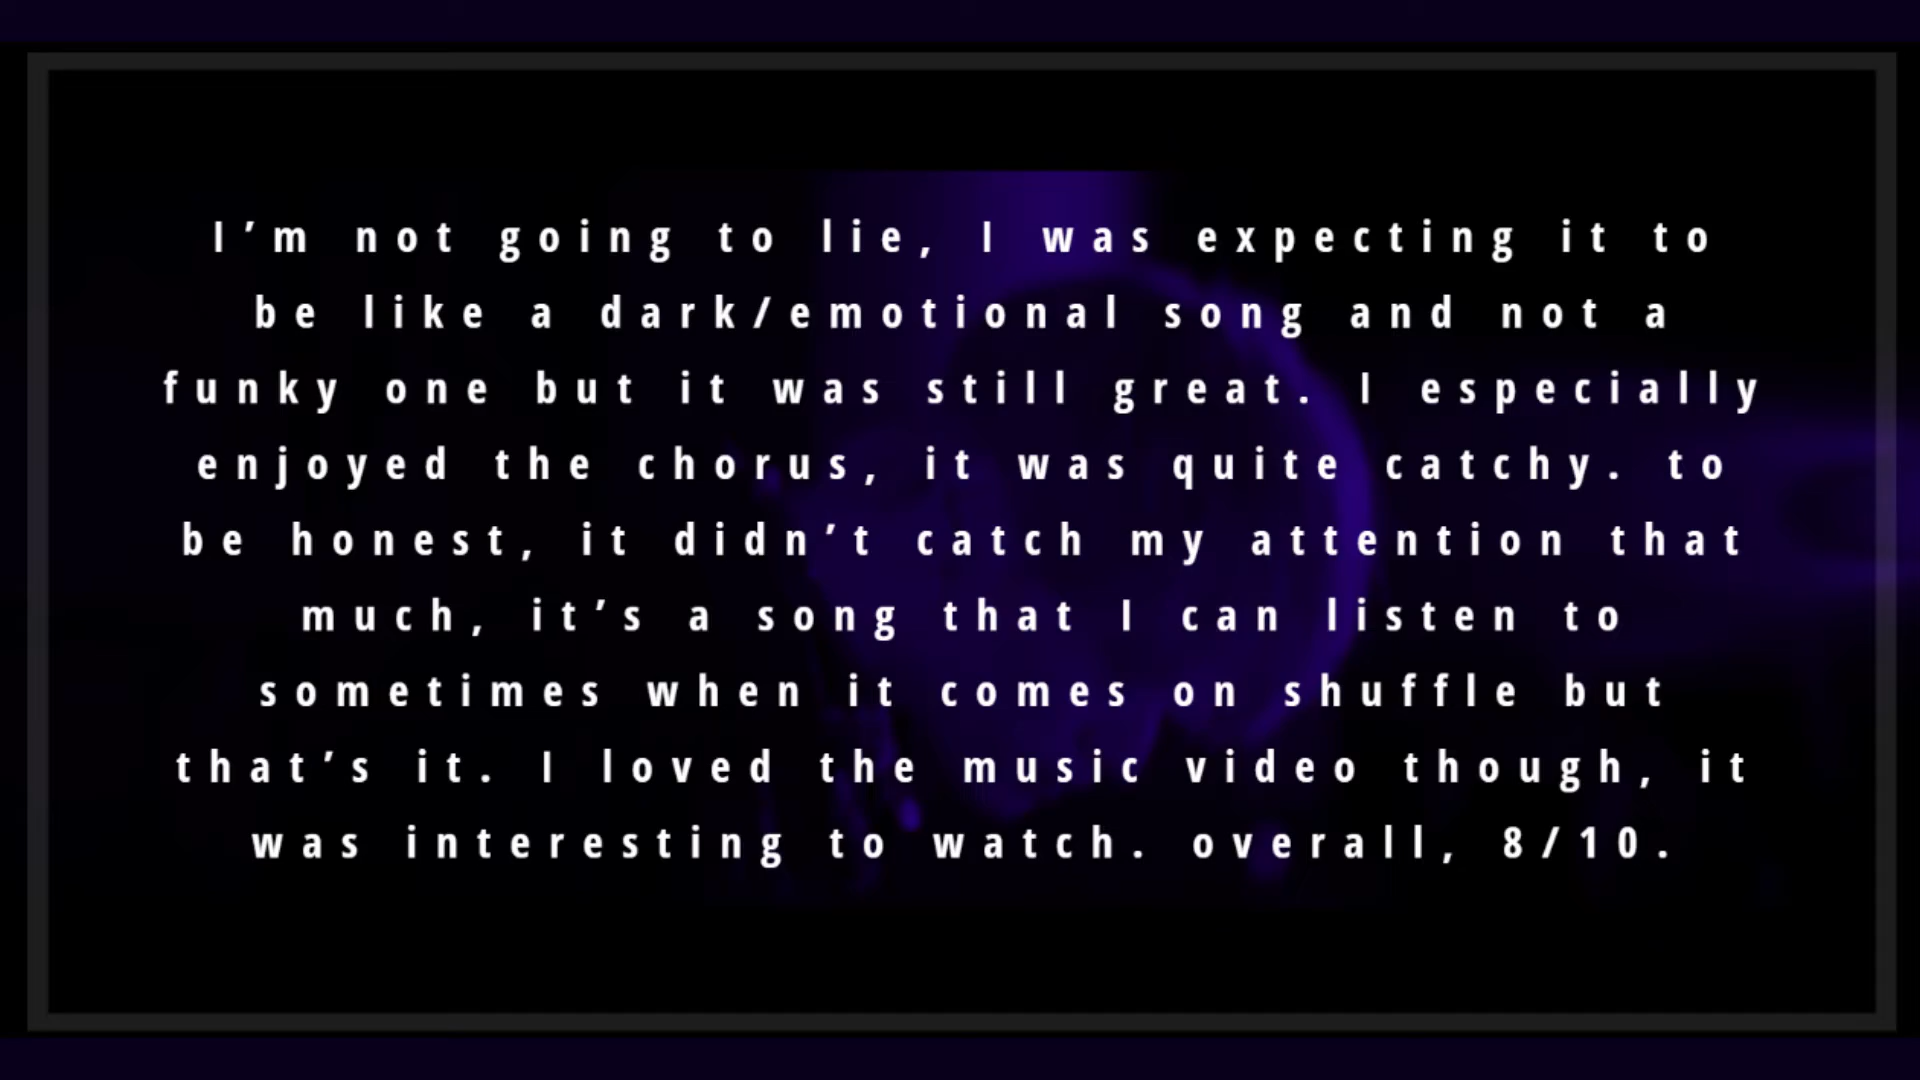 I’m not going to lie, I was expecting it to
be like a dark/emotional song and not a
funky one but it was still great. I especially
enjoyed the chorus, it was quite catchy. to
be honest, it didn’t catch my attention that
much, it’s a song that I can listen to
sometimes when it comes on shuffle but
that’s it. I loved the music video though, it
was interesting to watch. overall, 8/10.